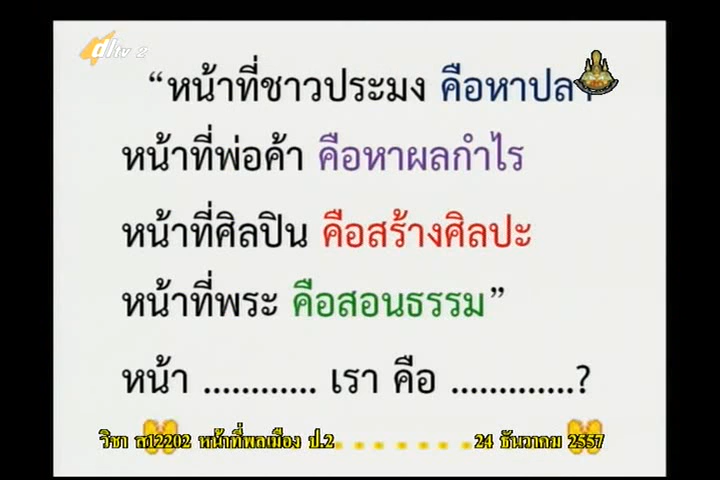 dltv 2
“หน้าที่ชาวประมง คือหาปลา
หน้าที่พ่อค้า คือหาผลกำไร
หน้าที่ศิลปิน คือสร้างศิลปะ
หน้าที่พระ คือสอนธรรม”
หน้า ............ เรา คือ .............?
วิชา ส12202 หน้าที่พลเมือง ป.2 ....... 24 ธันวาคม 2557